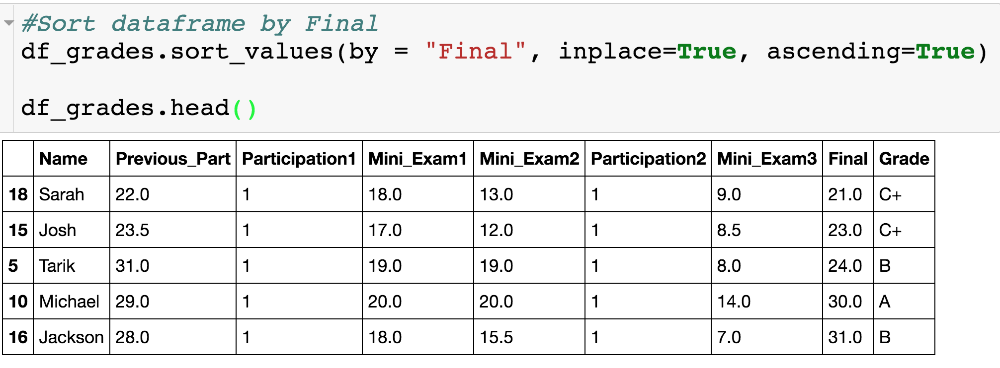 #Sort dataframe by Final
df_grades.sort_values(by = "Final", inplace=True, ascending=True)
df_grades.head()
Name Previous_Part Participation1 Mini_Exam1 Mini_Exam2 Participation2 Mini_Exam3 Final Grade
18 Sarah 22.0 1 18.0 13.0 1 9.0 21.0 C+
15 Josh 23.5 1 17.0 12.0 1 8.5 23.0 C+
5 Tarik 31.0 1 19.0 19.0 1 8.0 24.0 B
10 Michael 29.0 1 20.0 20.0 1 14.0 30.0 A
16 Jackson 28.0 1 18.0 15.5 1 7.0 31.0 B